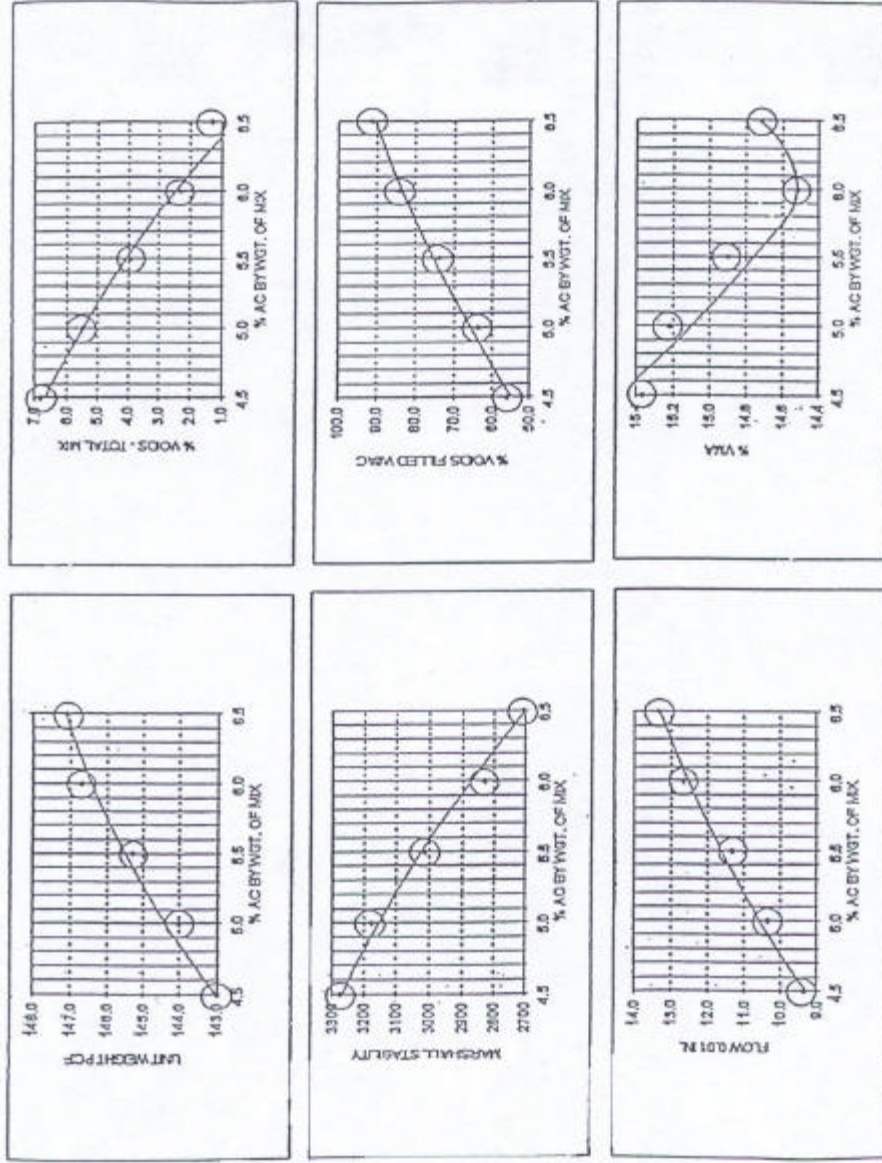 UNIT WEIGHT PCF
148.0
147.0
146.0
145.0
144.0
143.0
4.5 5.0 5.5 6.0 6.5
% AC BY WGT. OF MIX
% VOIDS - TOTAL MIX
7.0
6.0
5.0
4.0
3.0
2.0
1.0
4.5 5.0 5.5 6.0 6.5
% AC BY WGT. OF MIX
MARSHALL STABILITY
3300
3200
3100
3000
2900
2800
2700
4.5 5.0 5.5 6.0 6.5
% AC BY WGT. OF MIX
% VOIDS FILLED
100.0
90.0
80.0
70.0
60.0
50.0
4.5 5.0 5.5 6.0 6.5
% AC BY WGT. OF MIX
FLOW 0.01 IN.
14.0
13.0
12.0
11.0
10.0
9.0
4.5 5.0 5.5 6.0 6.5
% AC BY WGT. OF MIX
% VMA
15.2
15.0
14.8
14.6
14.4
4.5 5.0 5.5 6.0 6.5
% AC BY WGT. OF MIX